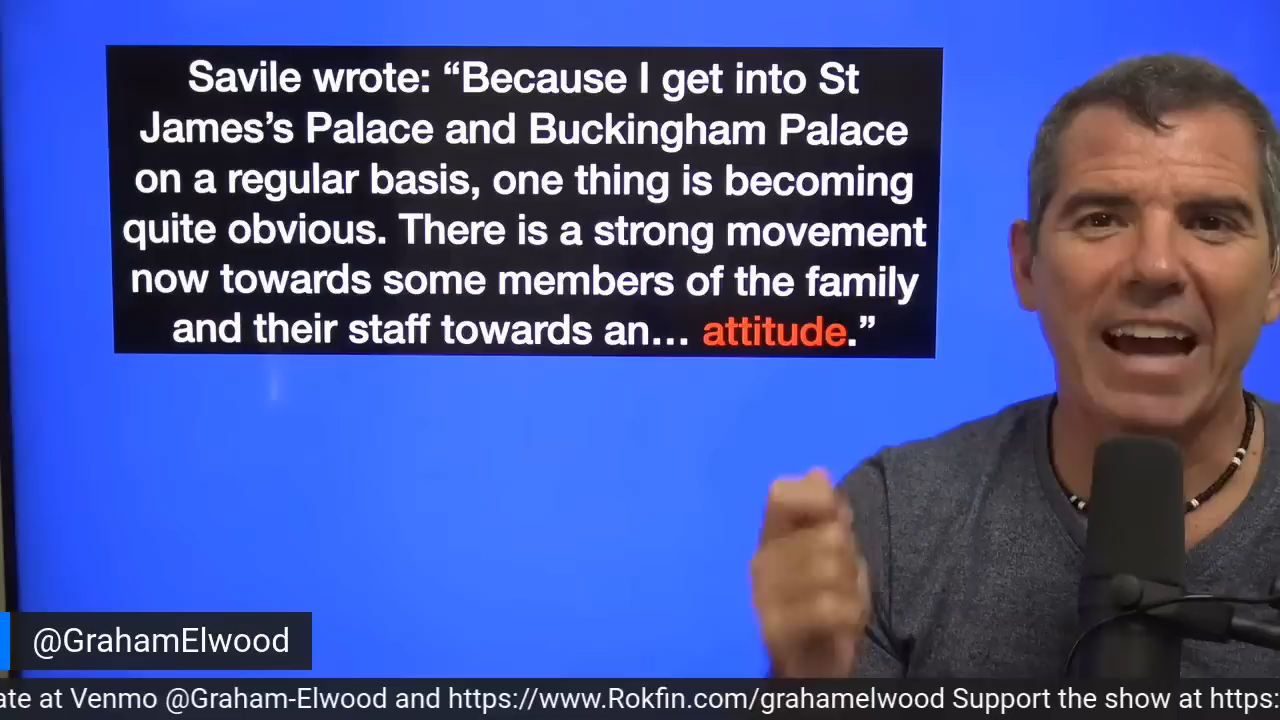 Savile wrote: “Because I get into St
James’s Palace and Buckingham Palace
on a regular basis, one thing is becoming
quite obvious. There is a strong movement
now towards some members of the family
and their staff towards an... attitude.”
@GrahamElwood
at Venmo @Graham-Elwood and https://www.Rokfin.com/grahamelwood Support the show at https: